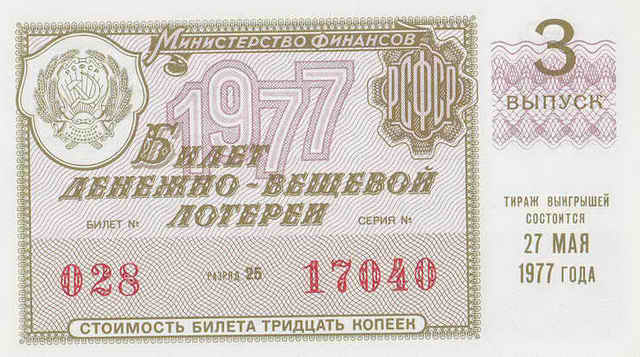 Министерство Финансов
РСФСР
1977
РСФСР
Билет
денежно-вещевой
лотереи
БИЛЕТ № СЕРИЯ №
028 РАЗРЯД 25 17040
СТОИМОСТЬ БИЛЕТА ТРИДЦАТЬ КОПЕЕК
3
ВЫПУСК
ТИРАЖ ВЫИГРЫШЕЙ
СОСТОИТСЯ
27 МАЯ
1977 ГОДА